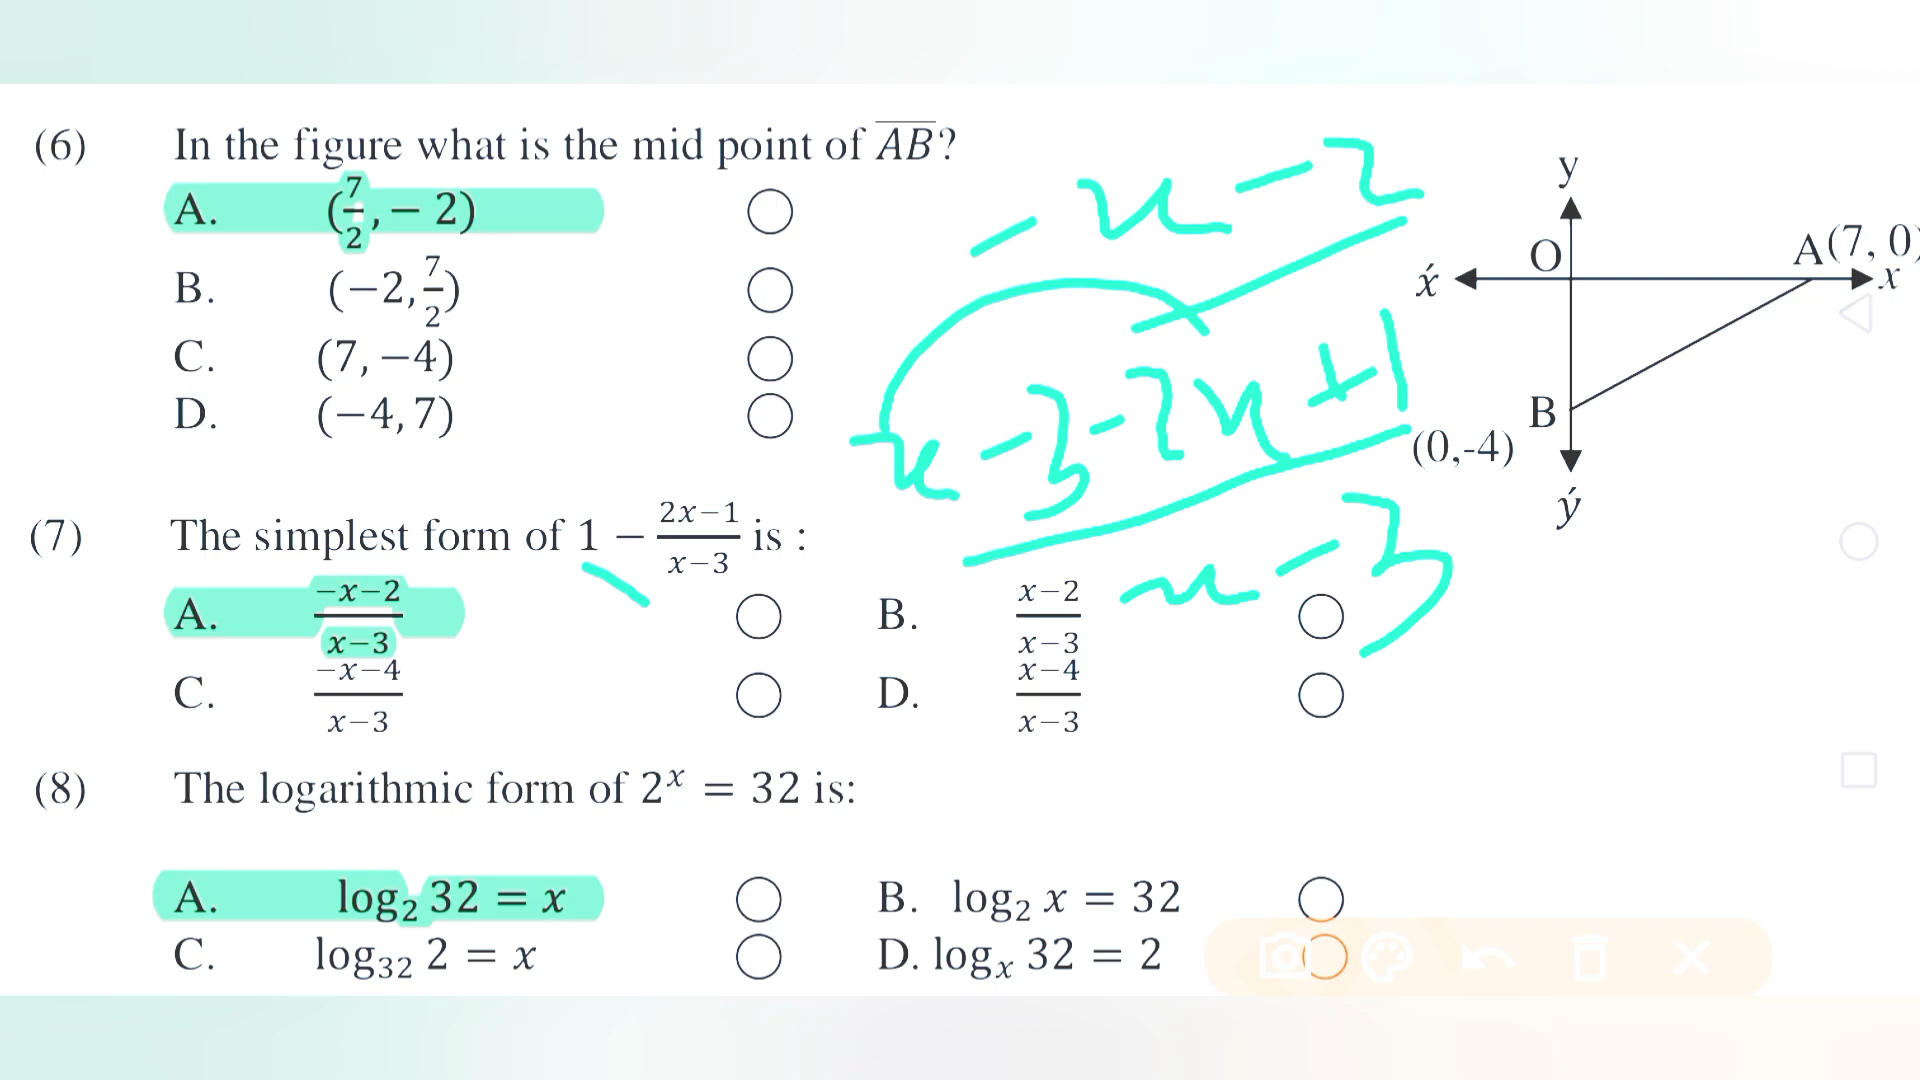 (6) In the figure what is the mid point of A̅B̅?
A. (7/2, − 2)
B. (−2, 7/2)
C. (7, −4)
D. (−4, 7)
y
O
A(7, 0)
x́
x
B
(0,-4)
ý
−x−2
x−3−2x+1
x−3
(7) The simplest form of 1 − (2x−1)/(x−3) is :
A. (−x−2)/(x−3) B. (x−2)/(x−3)
C. (−x−4)/(x−3) D. (x−4)/(x−3)
(8) The logarithmic form of 2ˣ = 32 is:
A. log₂ 32 = x B. log₂ x = 32
C. log₃₂ 2 = x D. logₓ 32 = 2